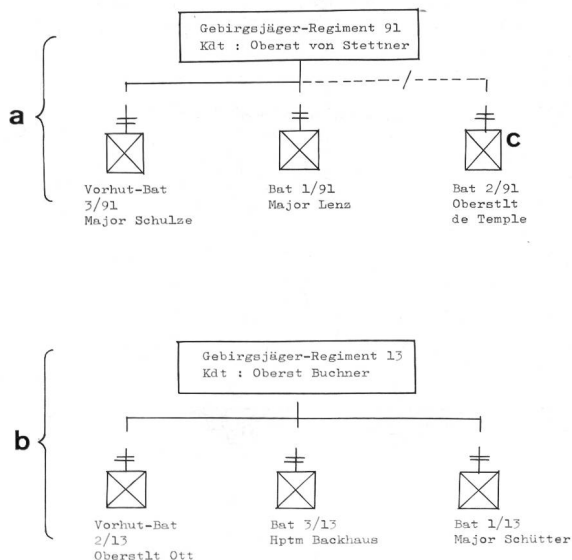 Gebirgsjäger-Regiment 91
Kdt : Oberst von Stettner
a
c
Vorhut-Bat
3/91
Major Schulze
Bat 1/91
Major Lenz
Bat 2/91
Oberstlt
de Temple
Gebirgsjäger-Regiment 13
Kdt : Oberst Buchner
b
Vorhut-Bat
2/13
Oberstlt Ott
Bat 3/13
Hptm Backhaus
Bat 1/13
Major Schütter